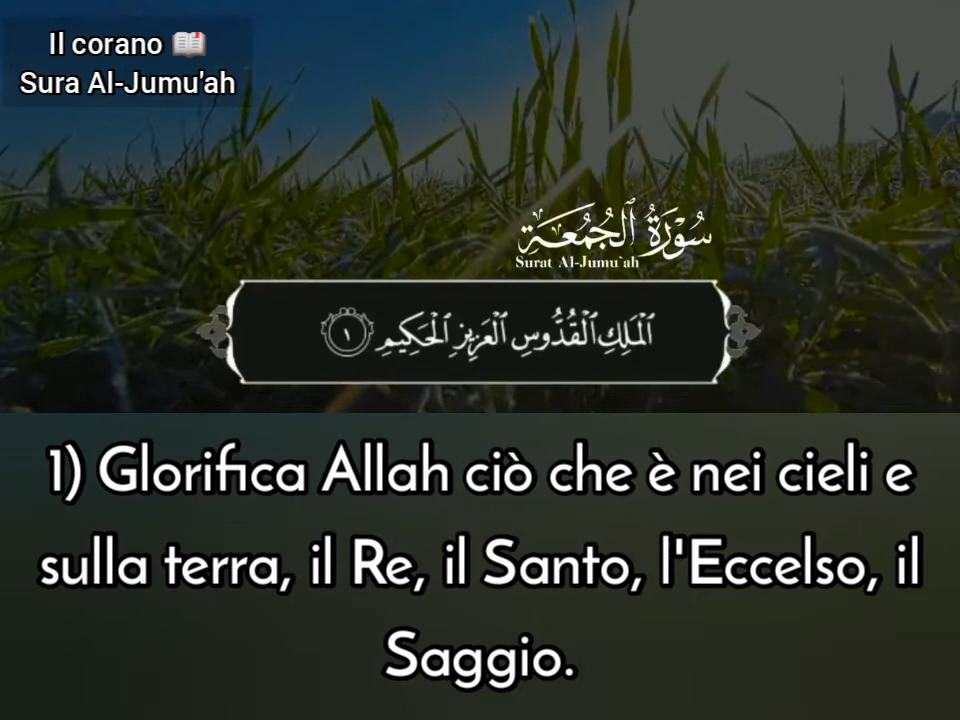 Il corano 📖
Sura Al-Jumu'ah
سُورَةُ الجُمُعَة
Surat Al-Jumu`ah
ٱلۡمَلِكِ ٱلۡقُدُّوسِ ٱلۡعَزِيزِ ٱلۡحَكِيمِ ١
1) Glorifica Allah ciò che è nei cieli e
sulla terra, il Re, il Santo, l'Eccelso, il
Saggio.